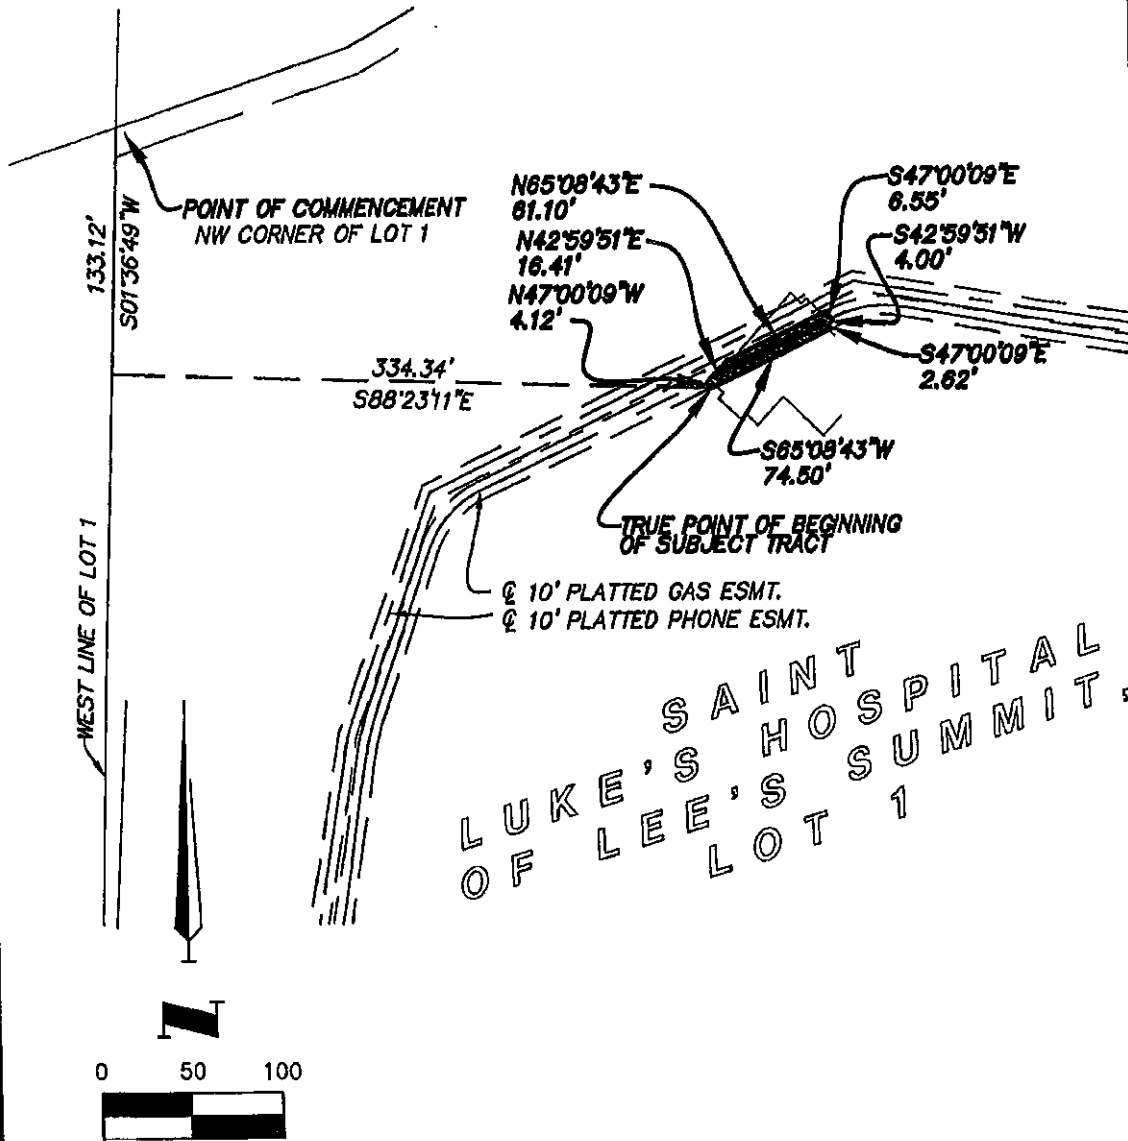 POINT OF COMMENCEMENT
NW CORNER OF LOT 1
133.12'
S01°36'49"W
N65°08'43"E
61.10'
N42°59'51"E
16.41'
N47°00'09"W
4.12'
S47°00'09"E
6.55'
S42°59'51"W
4.00'
S47°00'09"E
2.62'
334.34'
S88°23'11"E
S65°08'43"W
74.50'
TRUE POINT OF BEGINNING
OF SUBJECT TRACT
WEST LINE OF LOT 1
℄ 10' PLATTED GAS ESMT.
℄ 10' PLATTED PHONE ESMT.
SAINT
LUKE'S HOSPITAL
OF LEE'S SUMMIT,
LOT 1
N
0 50 100